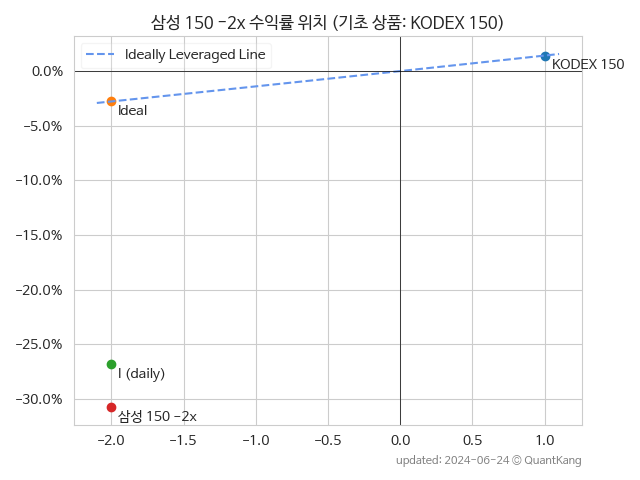 삼성 150 -2x 수익률 위치 (기초 상품: KODEX 150)
Ideally Leveraged Line
0.0%
KODEX 150
Ideal
-5.0%
-10.0%
-15.0%
-20.0%
-25.0%
I (daily)
-30.0%
삼성 150 -2x
-2.0 -1.5 -1.0 -0.5 0.0 0.5 1.0
updated: 2024-06-24 © QuantKang